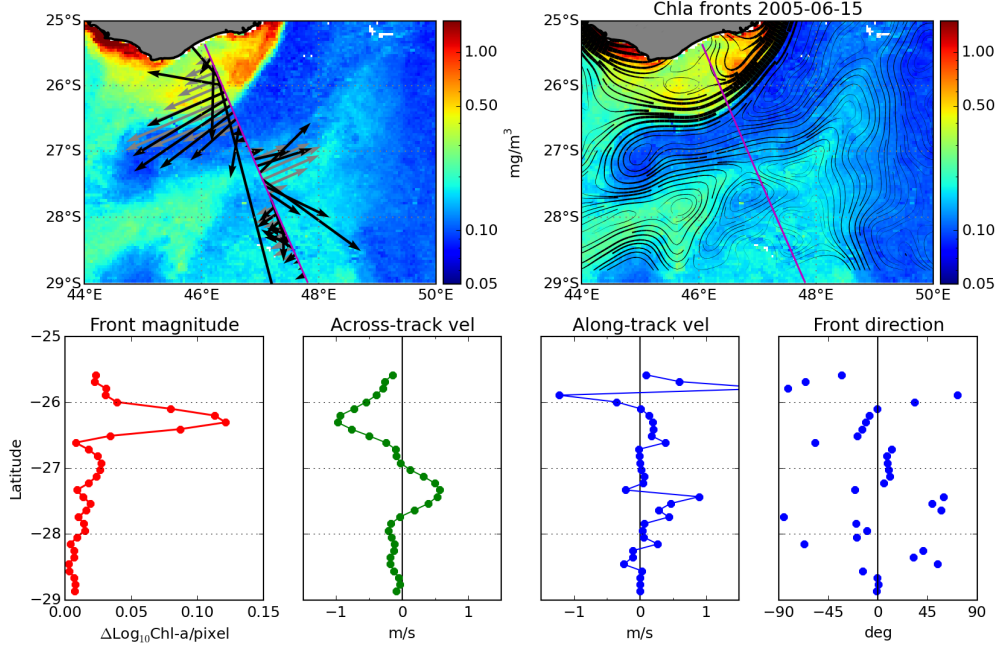 Chla fronts 2005-06-15
25°S
26°S
27°S
28°S
29°S
44°E
46°E
48°E
50°E
1.00
0.50
0.10
0.05
mg/m³
25°S
26°S
27°S
28°S
29°S
44°E
46°E
48°E
50°E
1.00
0.50
0.10
0.05
Front magnitude
Across-track vel
Along-track vel
Front direction
Latitude
−25
−26
−27
−28
−29
0.00
0.05
0.10
0.15
ΔLog₁₀Chl-a/pixel
−1
0
1
m/s
−1
0
1
m/s
−90
−45
0
45
90
deg